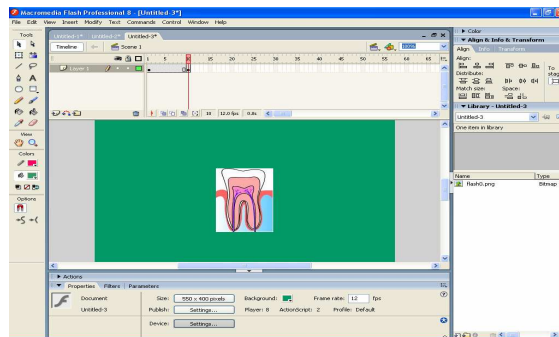 Macromedia Flash Professional 8 - [Untitled-3*]
File Edit View Insert Modify Text Commands Control Window Help
Tools
Untitled-1* Untitled-2* Untitled-3*
Timeline Scene 1
Layer 1
1 5 15 20 25 30 35 40 45 50 55 60 65
10 12.0 fps 0.8s
View
Colors
Options
Color
Align & Info & Transform
Align Info Transform
Align:
Distribute:
Match size: Space:
To stage
Library - Untitled-3
Untitled-3
One item in library
Name Type
flash0.png Bitmap
Actions
Properties Filters Parameters
Document Size: 550 x 400 pixels Background: Frame rate: 12 fps
Untitled-3 Publish: Settings... Player: 8 ActionScript: 2 Profile: Default
Device: Settings...